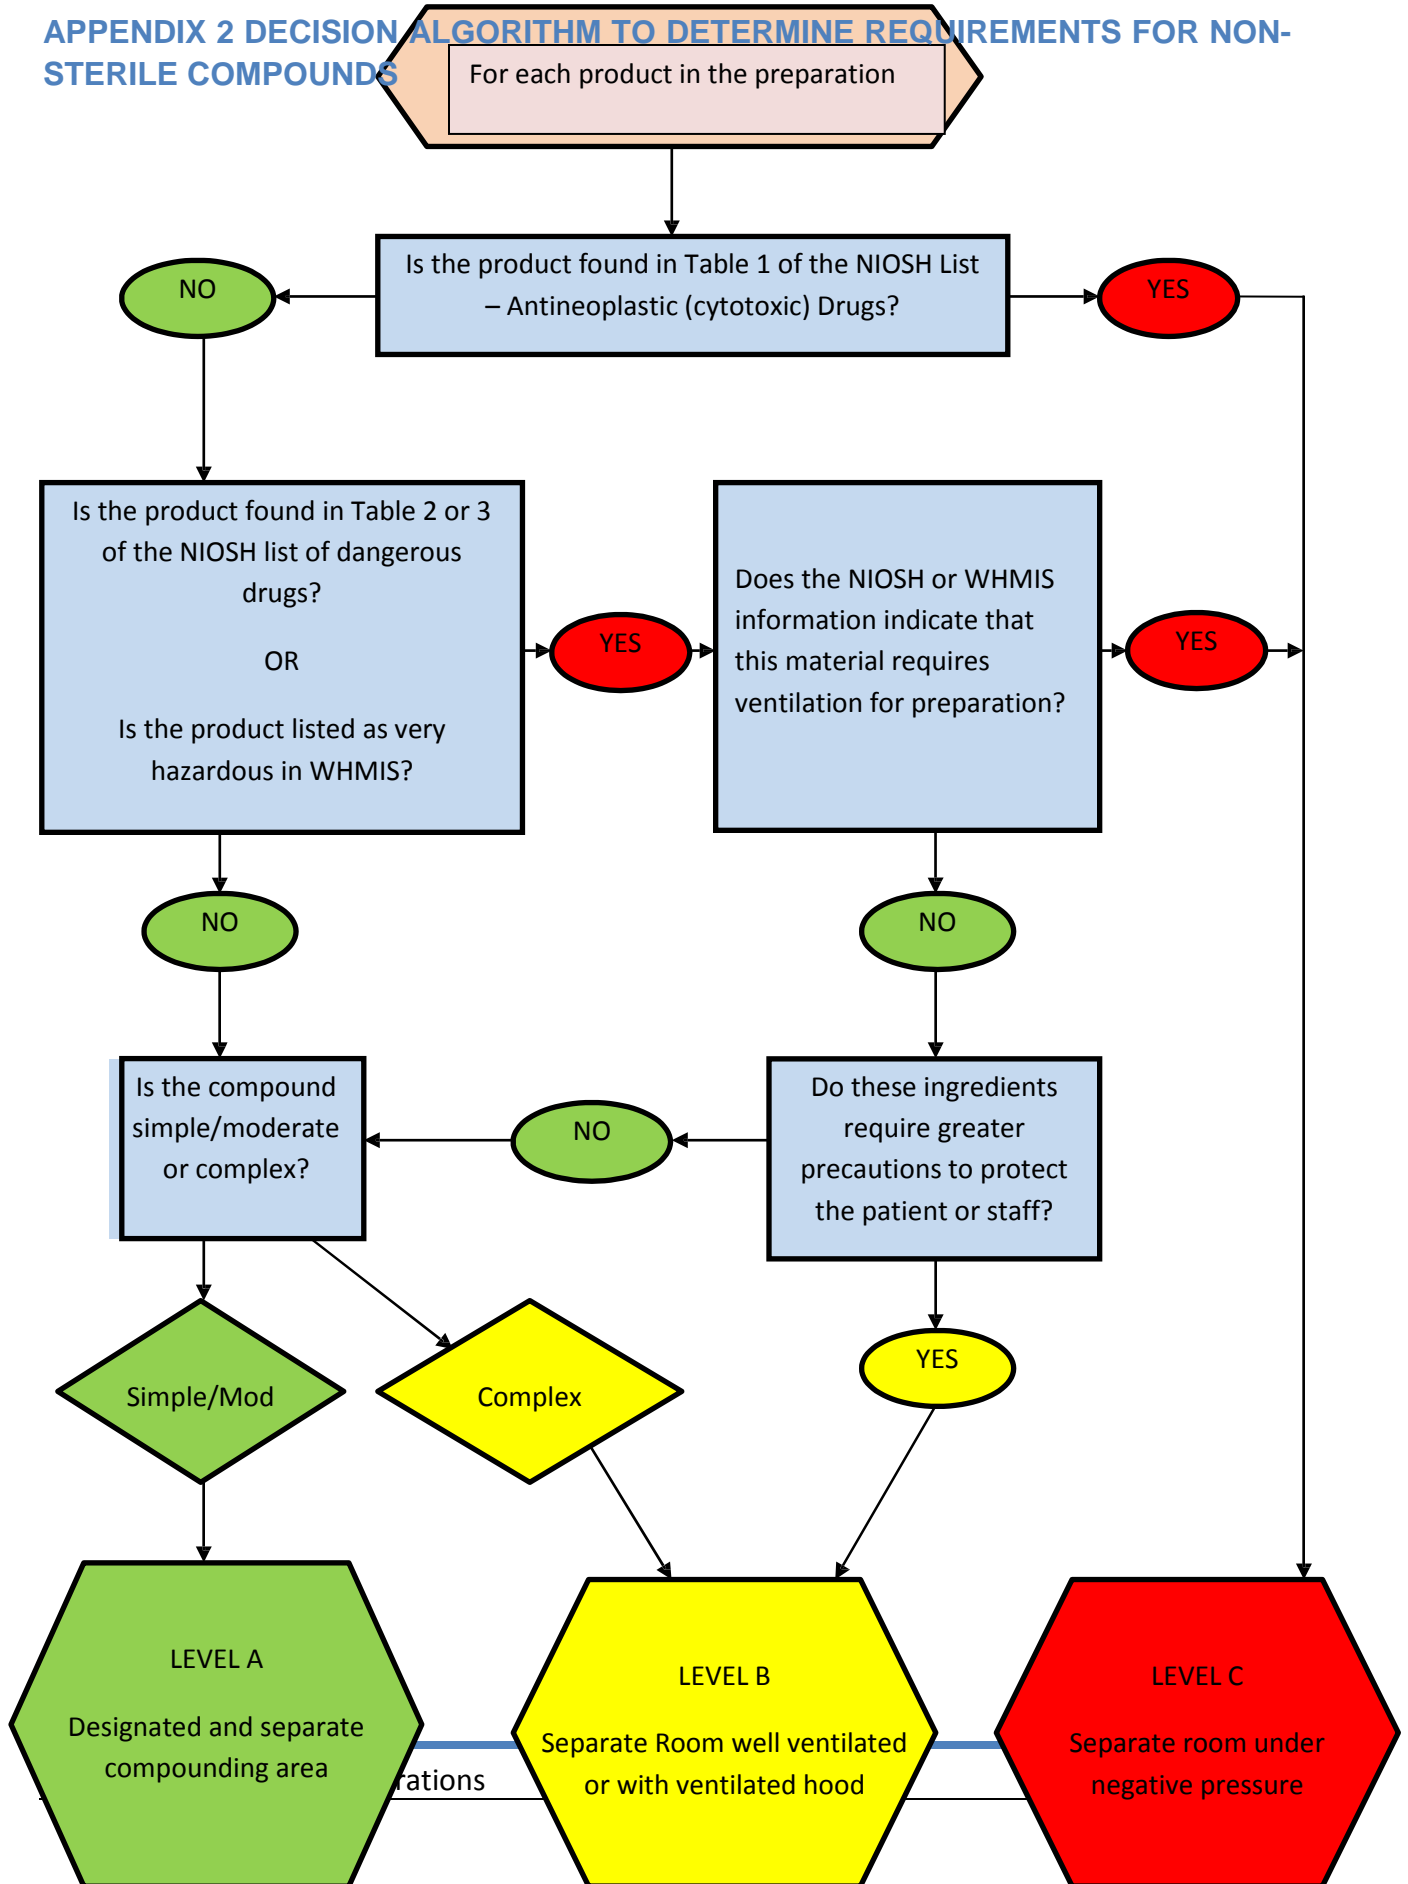 APPENDIX 2 DECISION ALGORITHM TO DETERMINE REQUIREMENTS FOR NON-
STERILE COMPOUNDS
For each product in the preparation
Is the product found in Table 1 of the NIOSH List
– Antineoplastic (cytotoxic) Drugs?
NO
YES
Is the product found in Table 2 or 3
of the NIOSH list of dangerous
drugs?
OR
Is the product listed as very
hazardous in WHMIS?
YES
Does the NIOSH or WHMIS
information indicate that
this material requires
ventilation for preparation?
YES
NO
NO
Is the compound
simple/moderate
or complex?
NO
Do these ingredients
require greater
precautions to protect
the patient or staff?
Simple/Mod
Complex
YES
LEVEL A
Designated and separate
compounding area
LEVEL B
Separate Room well ventilated
or with ventilated hood
LEVEL C
Separate room under
negative pressure
rations